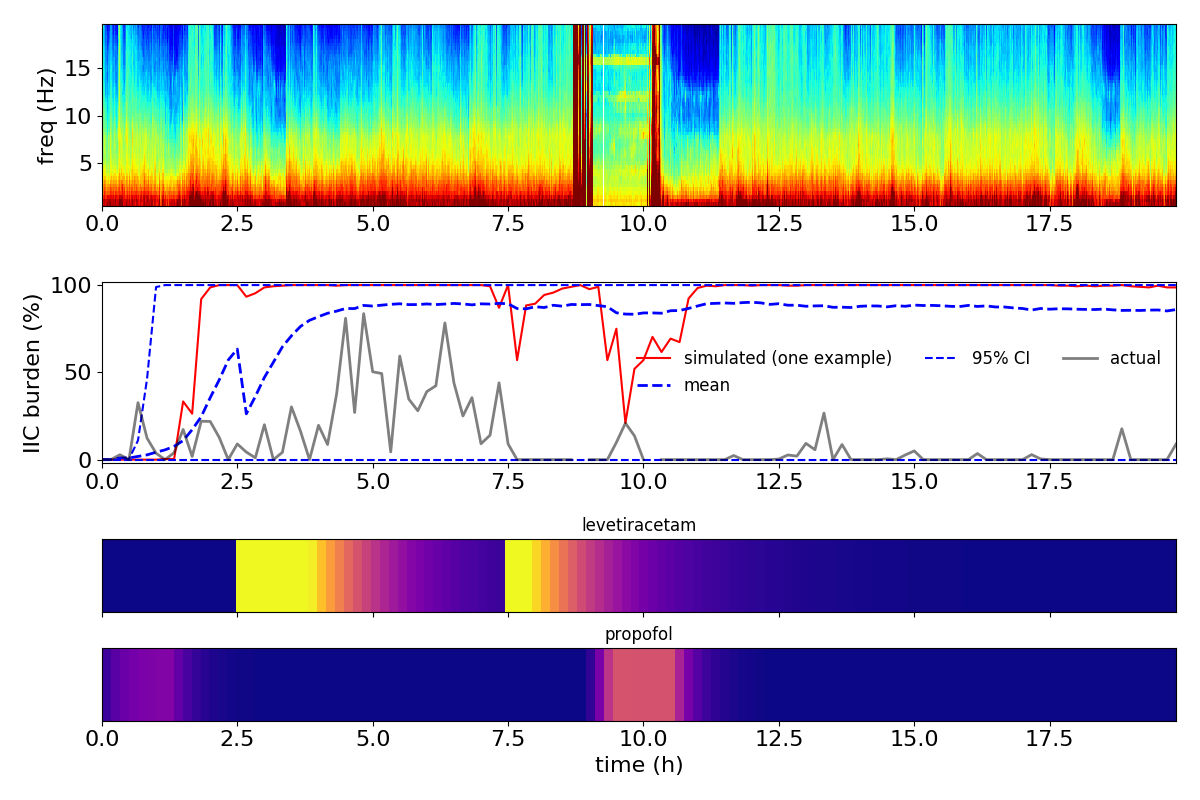 15
10
5
freq (Hz)
0.0 2.5 5.0 7.5 10.0 12.5 15.0 17.5
100
50
0
IIC burden (%)
simulated (one example) 95% CI actual
mean
0.0 2.5 5.0 7.5 10.0 12.5 15.0 17.5
levetiracetam
propofol
0.0 2.5 5.0 7.5 10.0 12.5 15.0 17.5
time (h)